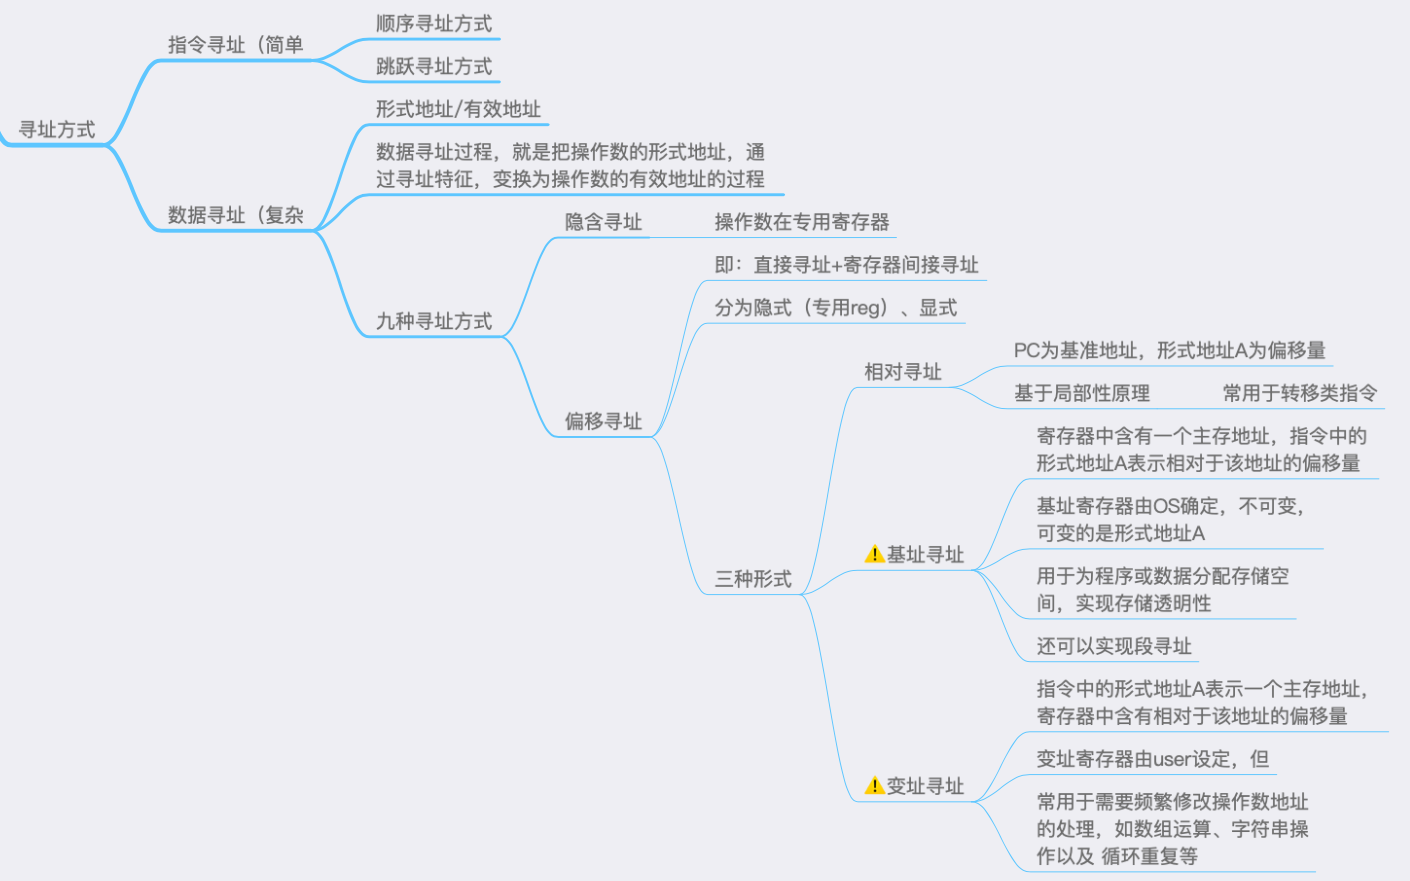 顺序寻址方式
指令寻址（简单
跳跃寻址方式
形式地址/有效地址
寻址方式
数据寻址过程，就是把操作数的形式地址，通
过寻址特征，变换为操作数的有效地址的过程
数据寻址（复杂
隐含寻址
操作数在专用寄存器
即：直接寻址+寄存器间接寻址
分为隐式（专用reg）、显式
九种寻址方式
PC为基准地址，形式地址A为偏移量
相对寻址
基于局部性原理
常用于转移类指令
偏移寻址
寄存器中含有一个主存地址，指令中的
形式地址A表示相对于该地址的偏移量
基址寄存器由OS确定，不可变，
可变的是形式地址A
基址寻址
三种形式
用于为程序或数据分配存储空
间，实现存储透明性
还可以实现段寻址
指令中的形式地址A表示一个主存地址，
寄存器中含有相对于该地址的偏移量
变址寄存器由user设定，但
变址寻址
常用于需要频繁修改操作数地址
的处理，如数组运算、字符串操
作以及 循环重复等